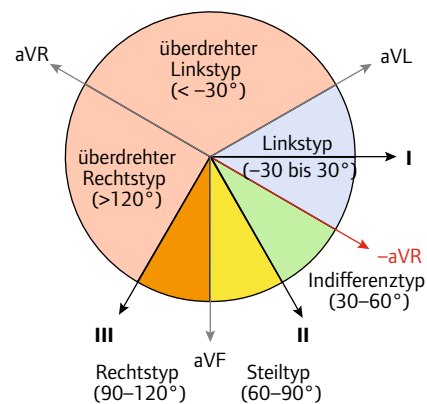 überdrehter
Linkstyp
(< –30°)
aVR
aVL
überdrehter
Rechtstyp
(>120°)
Linkstyp
(–30 bis 30°)
I
–aVR
Indifferenztyp
(30–60°)
III
II
aVF
Rechtstyp
(90–120°)
Steiltyp
(60–90°)